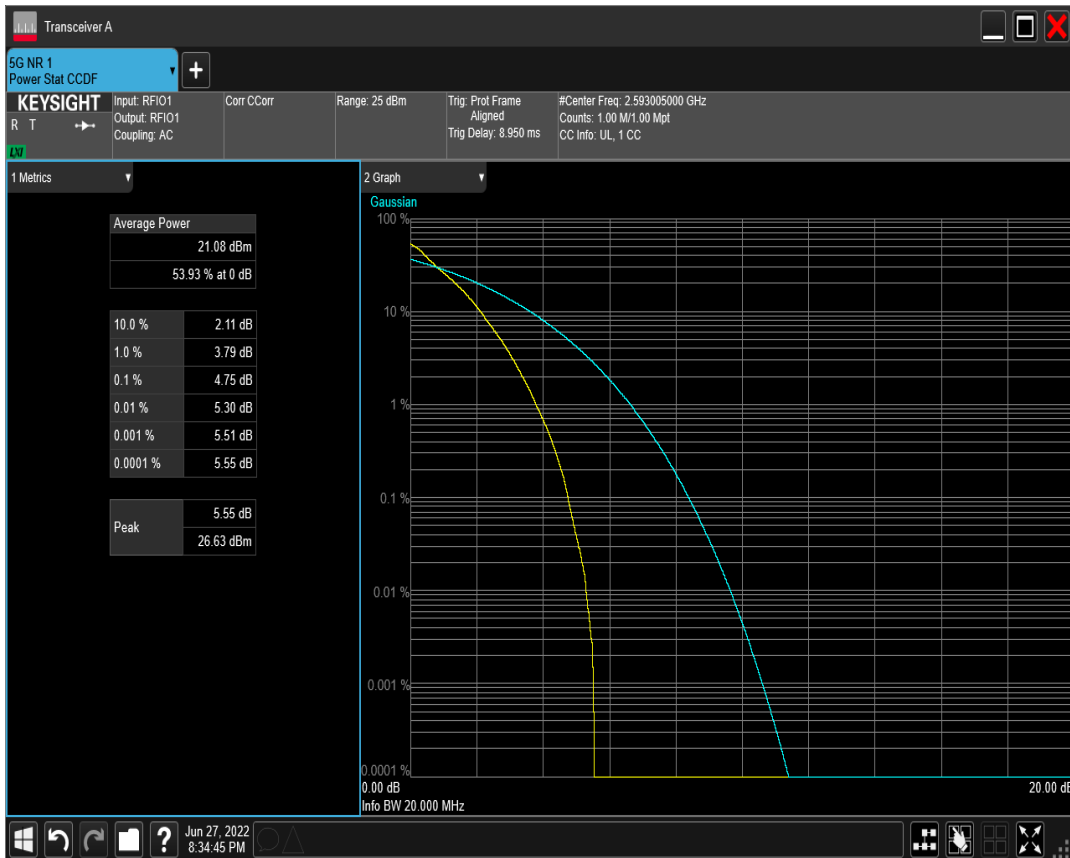 Transceiver A
5G NR 1
Power Stat CCDF
+
KEYSIGHT
R T
LXI
Input: RFIO1
Output: RFIO1
Coupling: AC
Corr CCorr
Range: 25 dBm
Trig: Prot Frame
Aligned
Trig Delay: 8.950 ms
#Center Freq: 2.593005000 GHz
Counts: 1.00 M/1.00 Mpt
CC Info: UL, 1 CC
1 Metrics
Average Power
21.08 dBm
53.93 % at 0 dB
10.0 % 2.11 dB
1.0 % 3.79 dB
0.1 % 4.75 dB
0.01 % 5.30 dB
0.001 % 5.51 dB
0.0001 % 5.55 dB
Peak
5.55 dB
26.63 dBm
2 Graph
Gaussian
100 %
10 %
1 %
0.1 %
0.01 %
0.001 %
0.0001 %
0.00 dB 20.00 dB
Info BW 20.000 MHz
?
Jun 27, 2022
8:34:45 PM